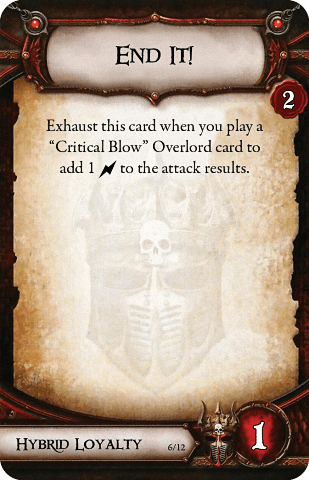 End It!
2
Exhaust this card when you play a
“Critical Blow” Overlord card to
add 1 to the attack results.
Hybrid Loyalty 6/12
1